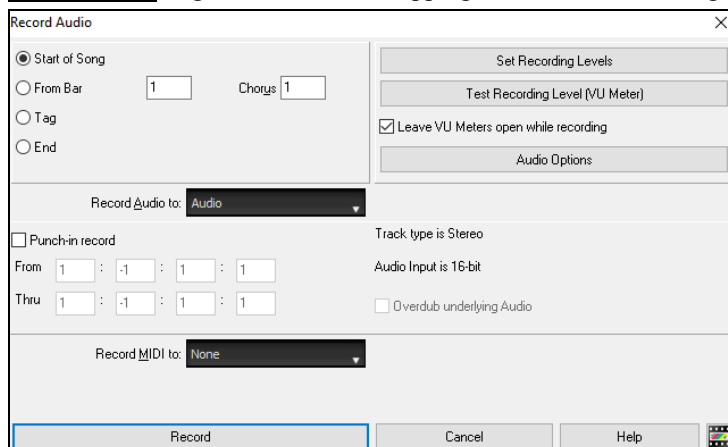 Record Audio
Start of Song
From Bar 1 Chorus 1
Tag
End
Set Recording Levels
Test Recording Level (VU Meter)
Leave VU Meters open while recording
Audio Options
Record Audio to: Audio
Punch-in record
From 1 : -1 : 1 : 1
Thru 1 : -1 : 1 : 1
Track type is Stereo
Audio Input is 16-bit
Overdub underlying Audio
Record MIDI to: None
Record Cancel Help